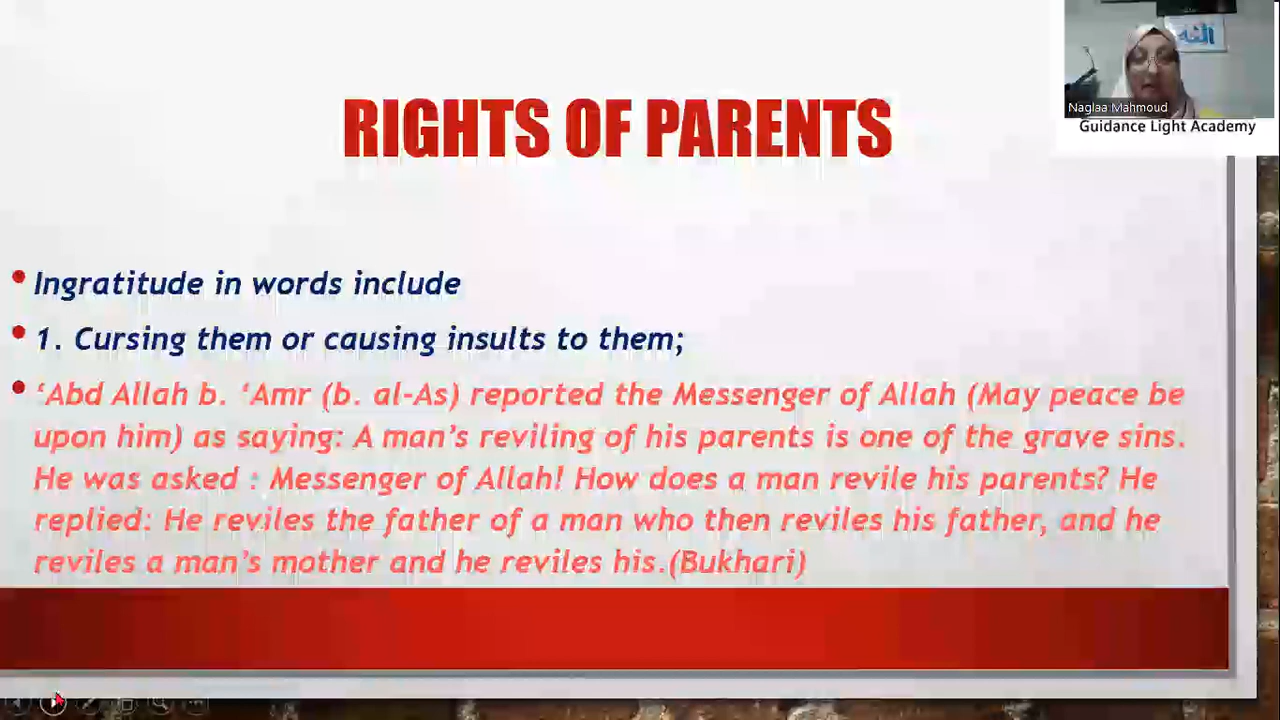 الله
Naglaa Mahmoud
Guidance Light Academy
RIGHTS OF PARENTS
• Ingratitude in words include
• 1. Cursing them or causing insults to them;
• ‘Abd Allah b. ‘Amr (b. al-As) reported the Messenger of Allah (May peace be
upon him) as saying: A man’s reviling of his parents is one of the grave sins.
He was asked : Messenger of Allah! How does a man revile his parents? He
replied: He reviles the father of a man who then reviles his father, and he
reviles a man’s mother and he reviles his.(Bukhari)